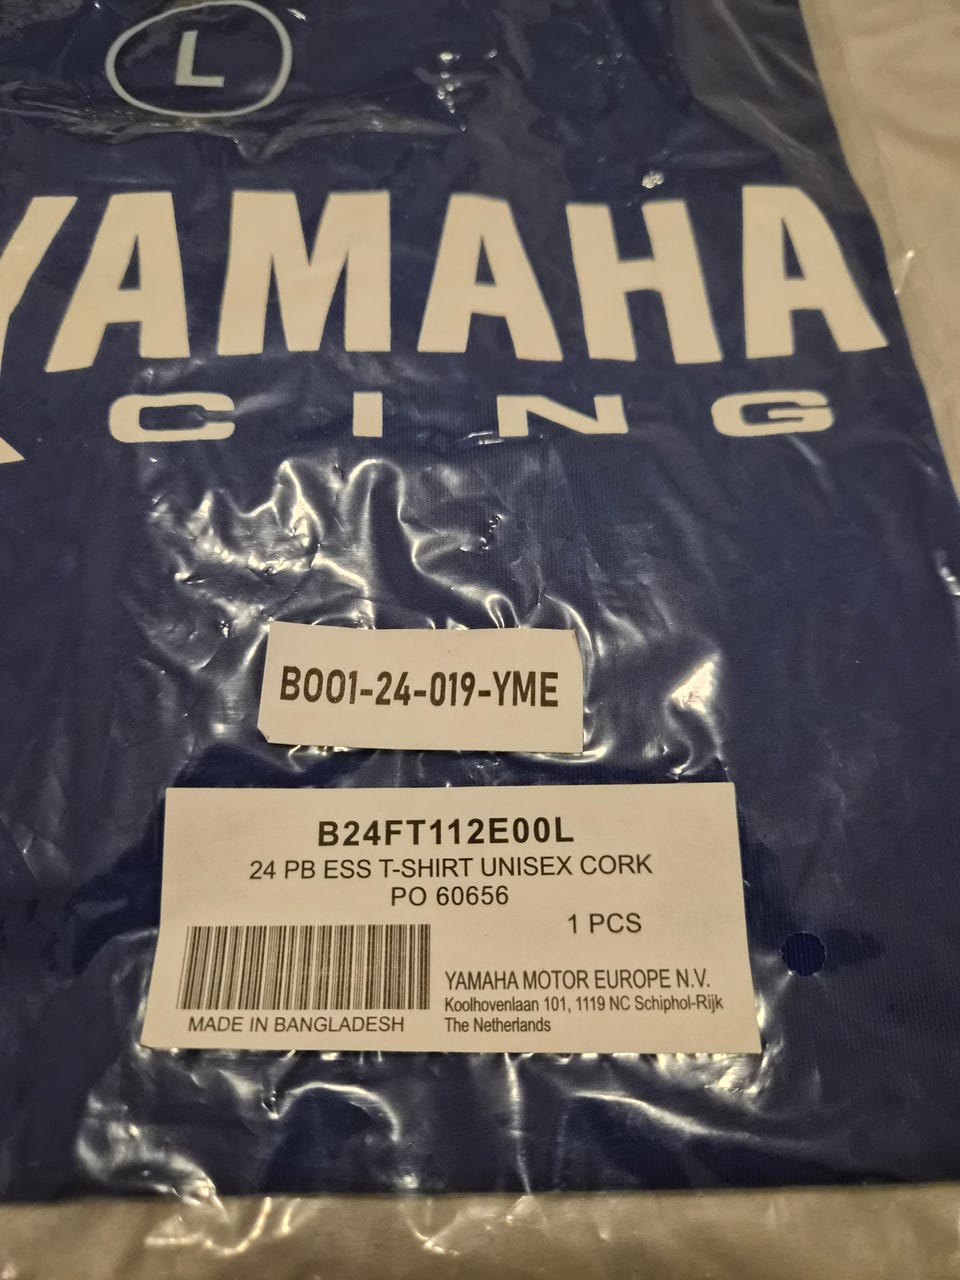 L
YAMAHA
CING
B001-24-019-YME
B24FT112E00L
24 PB ESS T-SHIRT UNISEX CORK
PO 60656
1 PCS
YAMAHA MOTOR EUROPE N.V.
Koolhovenlaan 101, 1119 NC Schiphol-Rijk
The Netherlands
MADE IN BANGLADESH